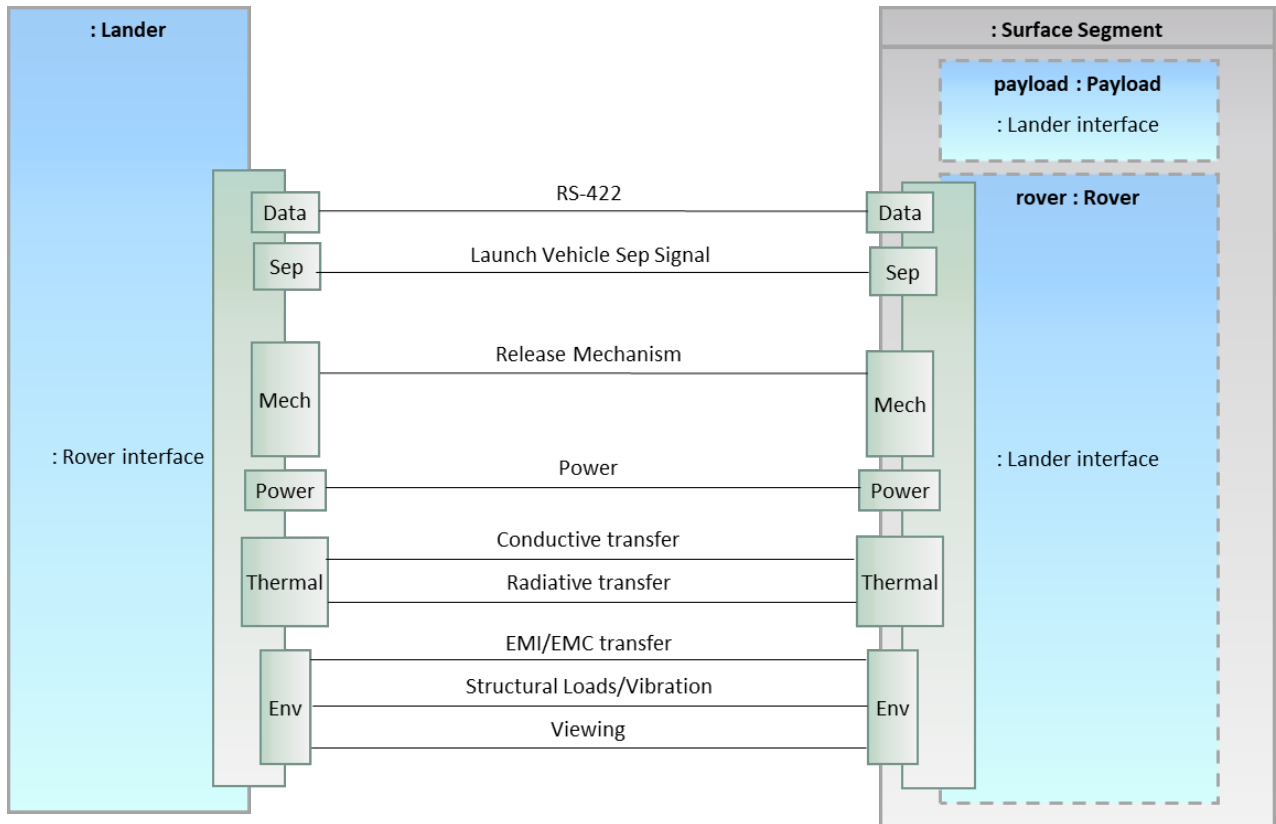 : Lander
: Surface Segment
payload : Payload
: Lander interface
rover : Rover
Data
RS-422
Data
Sep
Launch Vehicle Sep Signal
Sep
Mech
Release Mechanism
Mech
: Rover interface
: Lander interface
Power
Power
Power
Thermal
Conductive transfer
Radiative transfer
Thermal
Env
EMI/EMC transfer
Structural Loads/Vibration
Viewing
Env